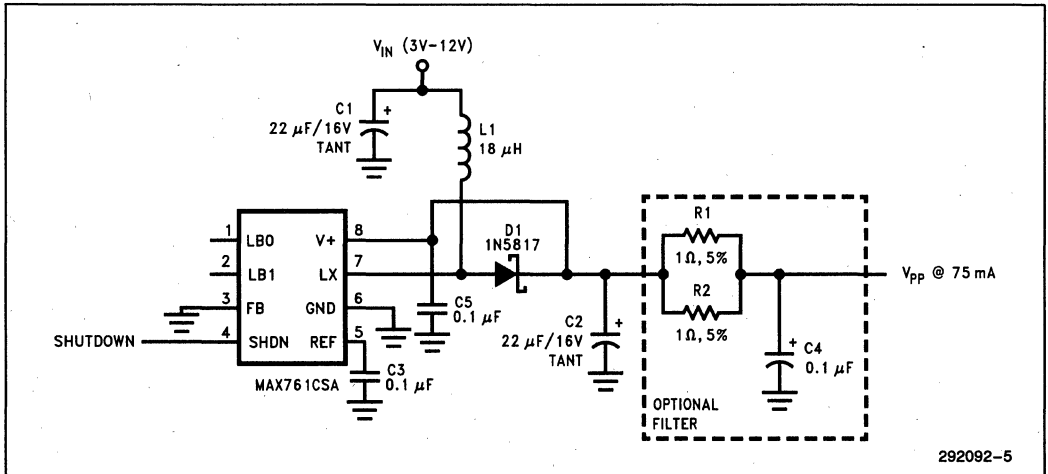 V_IN (3V–12V)
C1
+
22 µF/16V
TANT
L1
18 µH
1 LB0
V+ 8
2 LB1
LX 7
3 FB
GND 6
4 SHDN
REF 5
SHUTDOWN
MAX761CSA
C3
0.1 µF
C5
0.1 µF
D1
1N5817
C2
+
22 µF/16V
TANT
R1
1Ω, 5%
R2
1Ω, 5%
+
C4
0.1 µF
OPTIONAL
FILTER
V_PP @ 75 mA
292092–5